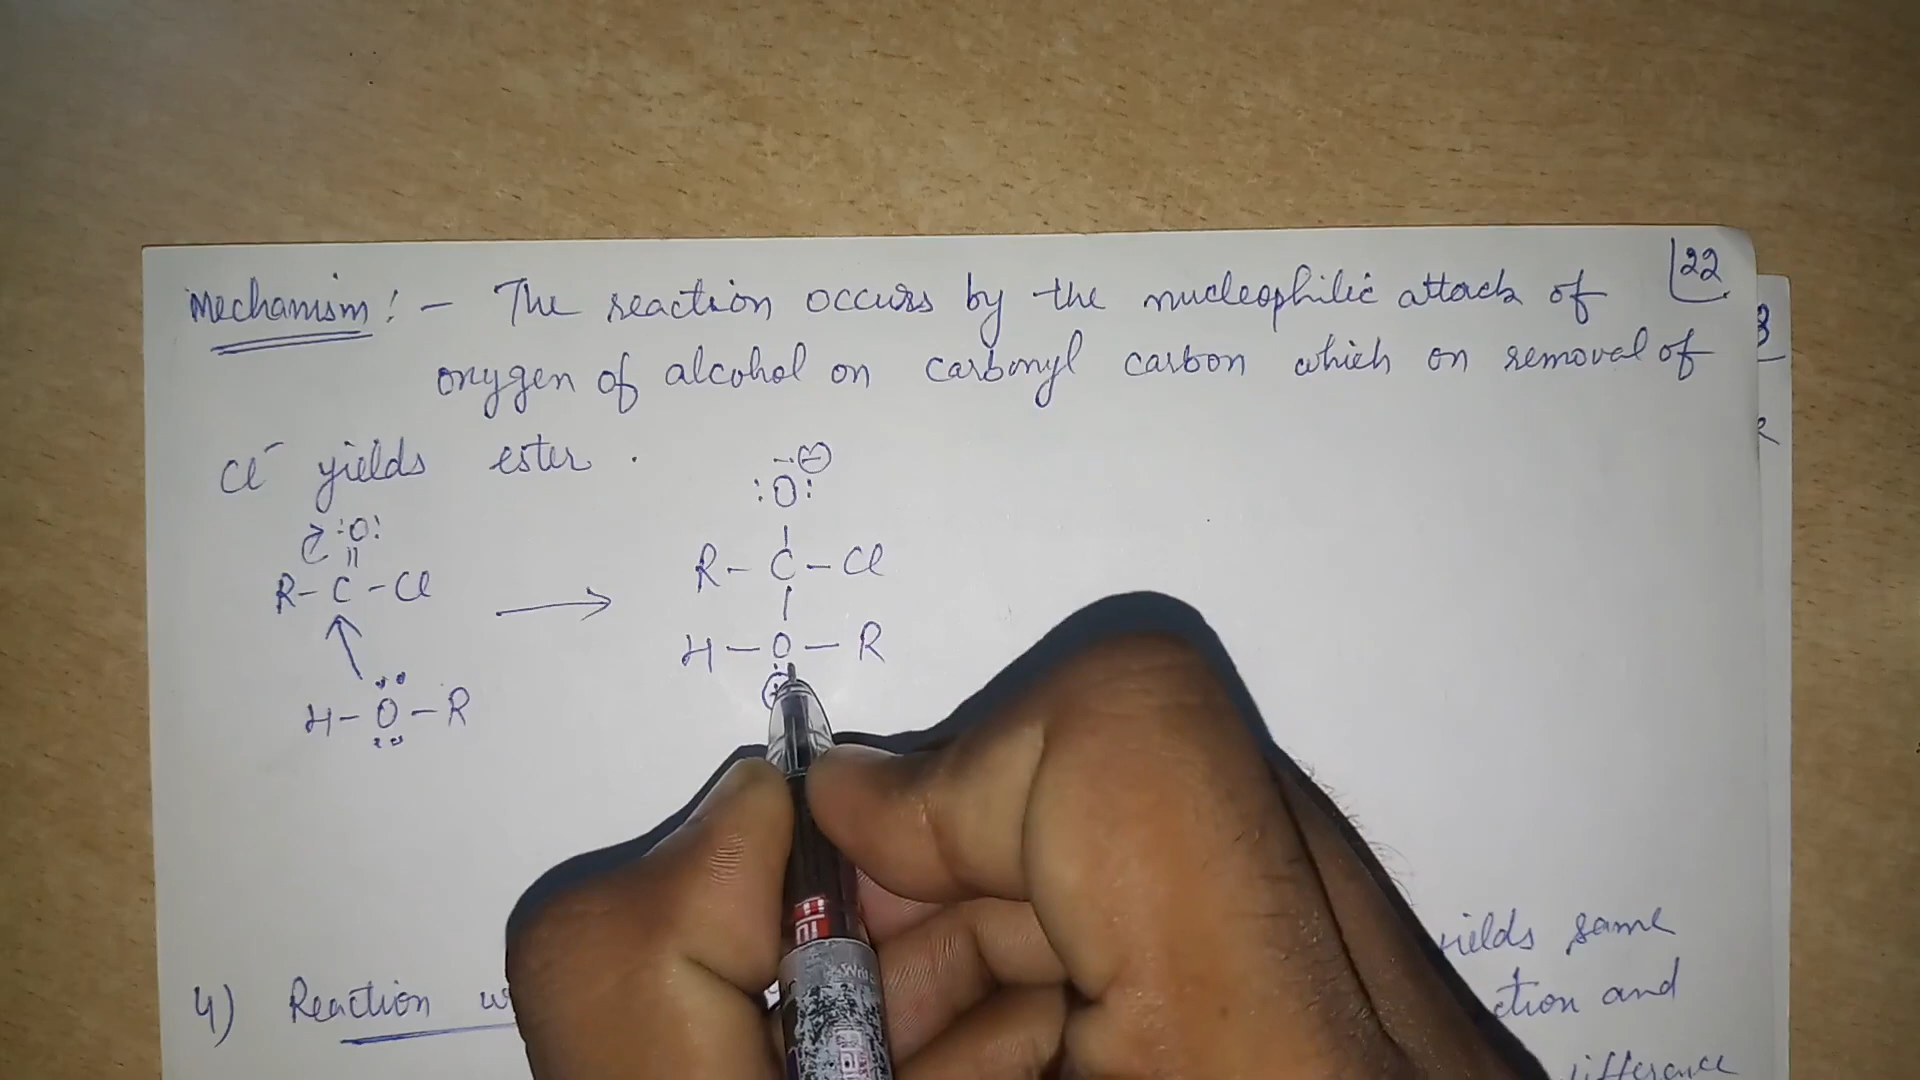 22
Mechanism! - The reaction occurs by the nucleophilic attack of
oxygen of alcohol on carbonyl carbon which on removal of
Cl⁻ yields ester.
:O:
||
R-C-Cl
H-O-R
⊖
:O:
|
R-C-Cl
|
H-O-R
yields same
4) Reaction
and
difference